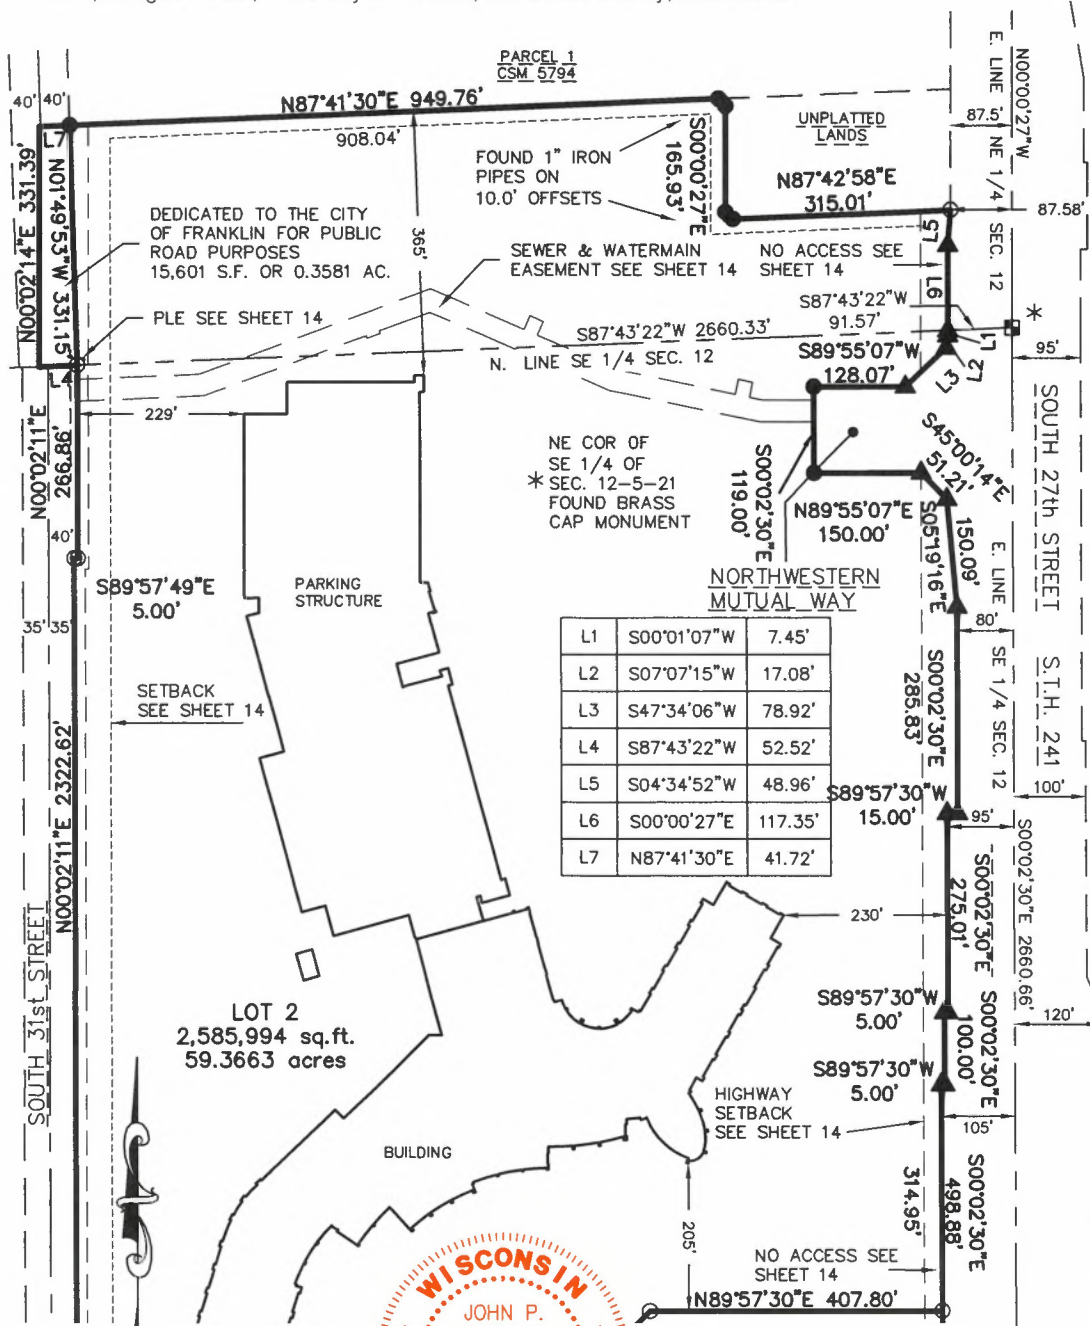 PARCEL 1
CSM 5794
N87°41'30"E 949.76'
908.04'
40' 40'
L7
N00°02'14"E 331.39'
N01°49'53"W 331.15'
DEDICATED TO THE CITY
OF FRANKLIN FOR PUBLIC
ROAD PURPOSES
15,601 S.F. OR 0.3581 AC.
PLE SEE SHEET 14
365'
FOUND 1" IRON
PIPES ON
10.0' OFFSETS
S00°00'27"E
165.93'
UNPLATTED
LANDS
N87°42'58"E
315.01'
E. LINE NE 1/4 SEC. 12
N00°00'27"W
87.5'
87.58'
SEWER & WATERMAIN
EASEMENT SEE SHEET 14
NO ACCESS SEE
SHEET 14
L5
L6
S87°43'22"W
91.57'
S87°43'22"W 2660.33'
N. LINE SE 1/4 SEC. 12
*
L1
L2
L3
95'
S89°55'07"W
128.07'
L4
229'
N00°02'11"E
266.86'
40'
NE COR OF
SE 1/4 OF
* SEC. 12-5-21
FOUND BRASS
CAP MONUMENT
S00°02'30"E
119.00'
N89°55'07"E
150.00'
S45°00'14"E
51.21'
S05°19'16"E
150.09'
NORTHWESTERN
MUTUAL WAY
SOUTH 27th STREET
S.T.H. 241
E. LINE SE 1/4 SEC. 12
80'
S89°57'49"E
5.00'
35' 35'
PARKING
STRUCTURE
SETBACK
SEE SHEET 14
N00°02'11"E 2322.62'
L1 S00°01'07"W 7.45'
L2 S07°07'15"W 17.08'
L3 S47°34'06"W 78.92'
L4 S87°43'22"W 52.52'
L5 S04°34'52"W 48.96'
L6 S00°00'27"E 117.35'
L7 N87°41'30"E 41.72'
S00°02'30"E
285.83'
S89°57'30"W
15.00'
100'
95'
S00°02'30"E 2660.66'
S00°02'30"E
275.01'
230'
S89°57'30"W
5.00'
S00°02'30"E
100.00'
120'
S89°57'30"W
5.00'
105'
SOUTH 31st STREET
LOT 2
2,585,994 sq.ft.
59.3663 acres
BUILDING
HIGHWAY
SETBACK
SEE SHEET 14
314.95'
S00°02'30"E
498.88'
205'
NO ACCESS SEE
SHEET 14
N89°57'30"E 407.80'
WISCONSIN
JOHN P.